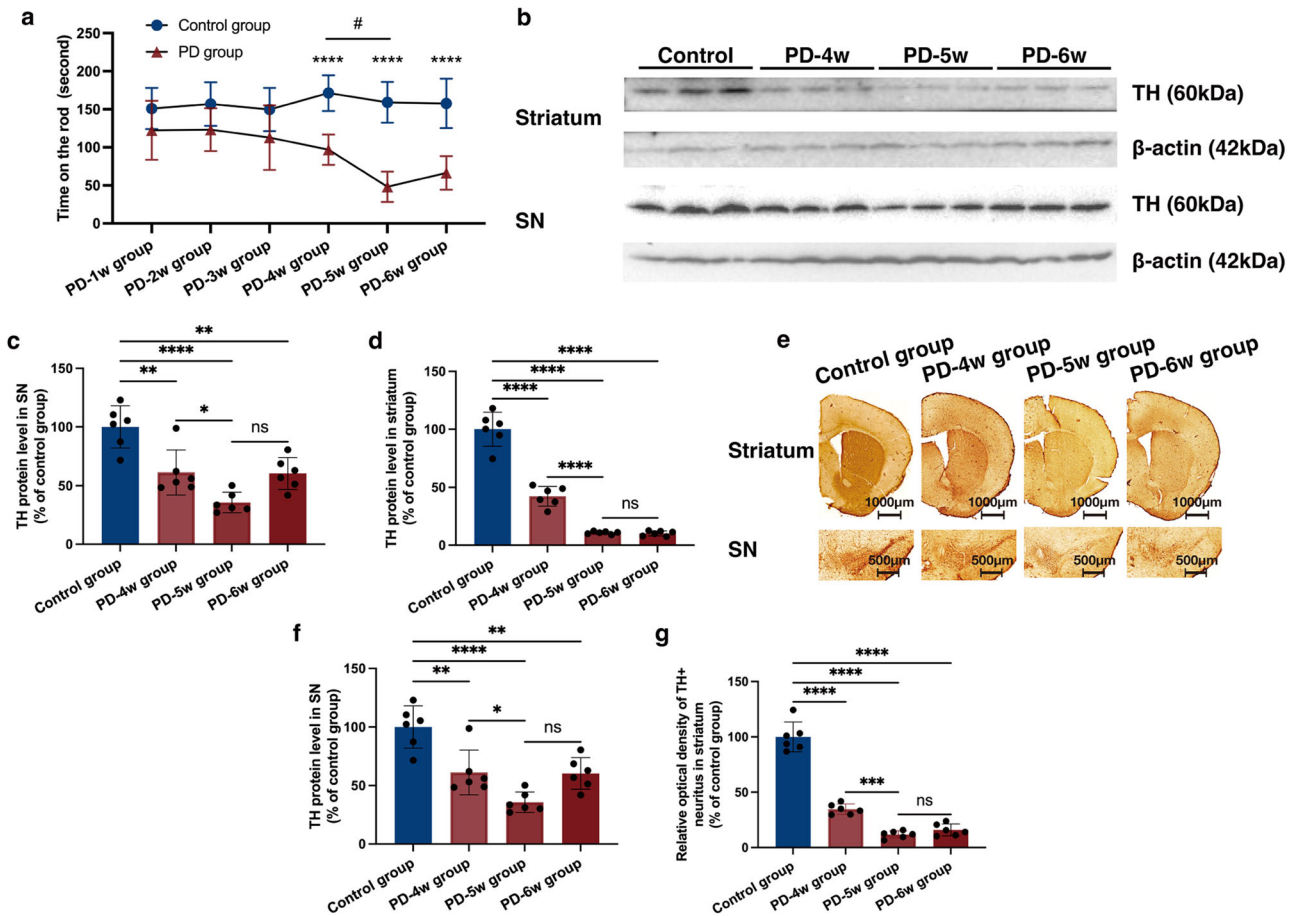 a
Control group
PD group
#
**** **** ****
Time on the rod (second)
250
200
150
100
50
0
PD-1w group
PD-2w group
PD-3w group
PD-4w group
PD-5w group
PD-6w group
b
Control PD-4w PD-5w PD-6w
Striatum
TH (60kDa)
β-actin (42kDa)
SN
TH (60kDa)
β-actin (42kDa)
c
TH protein level in SN
(% of control group)
150
100
50
0
**
****
**
*
ns
Control group
PD-4w group
PD-5w group
PD-6w group
d
TH protein level in striatum
(% of control group)
150
100
50
0
****
****
****
****
ns
Control group
PD-4w group
PD-5w group
PD-6w group
e
Control group
PD-4w group
PD-5w group
PD-6w group
Striatum
1000μm 1000μm 1000μm 1000μm
SN
500μm 500μm 500μm 500μm
f
TH protein level in SN
(% of control group)
150
100
50
0
**
****
**
*
ns
Control group
PD-4w group
PD-5w group
PD-6w group
g
Relative optical density of TH+
neuritus in striatum
(% of control group)
150
100
50
0
****
****
****
***
ns
Control group
PD-4w group
PD-5w group
PD-6w group